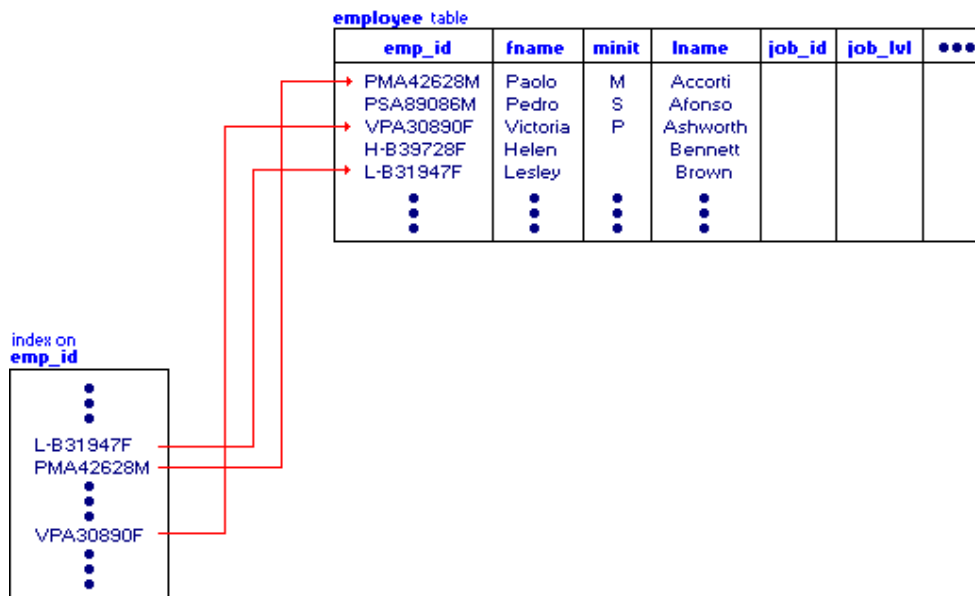 employee table
emp_id fname minit lname job_id job_lvl
PMA42628M Paolo M Accorti
PSA89086M Pedro S Afonso
VPA30890F Victoria P Ashworth
H-B39728F Helen Bennett
L-B31947F Lesley Brown
index on
emp_id
L-B31947F
PMA42628M
VPA30890F